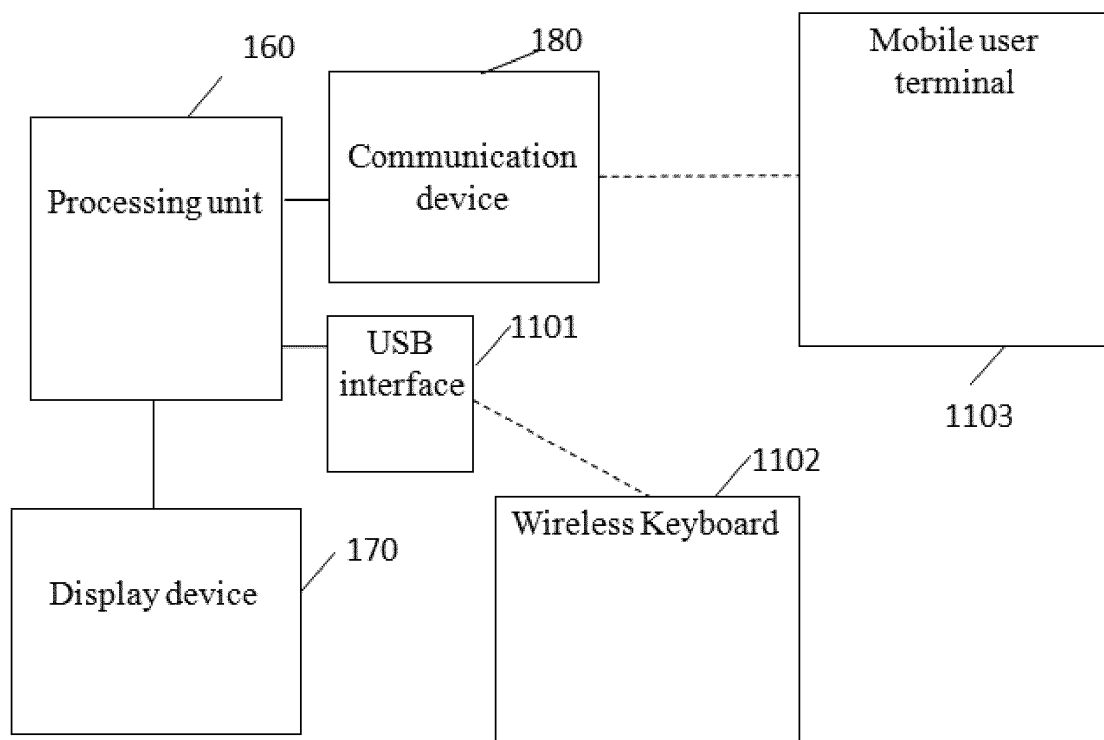 160
180
Mobile user
terminal
Communication
device
Processing unit
USB
interface
1101
1103
1102
Wireless Keyboard
170
Display device